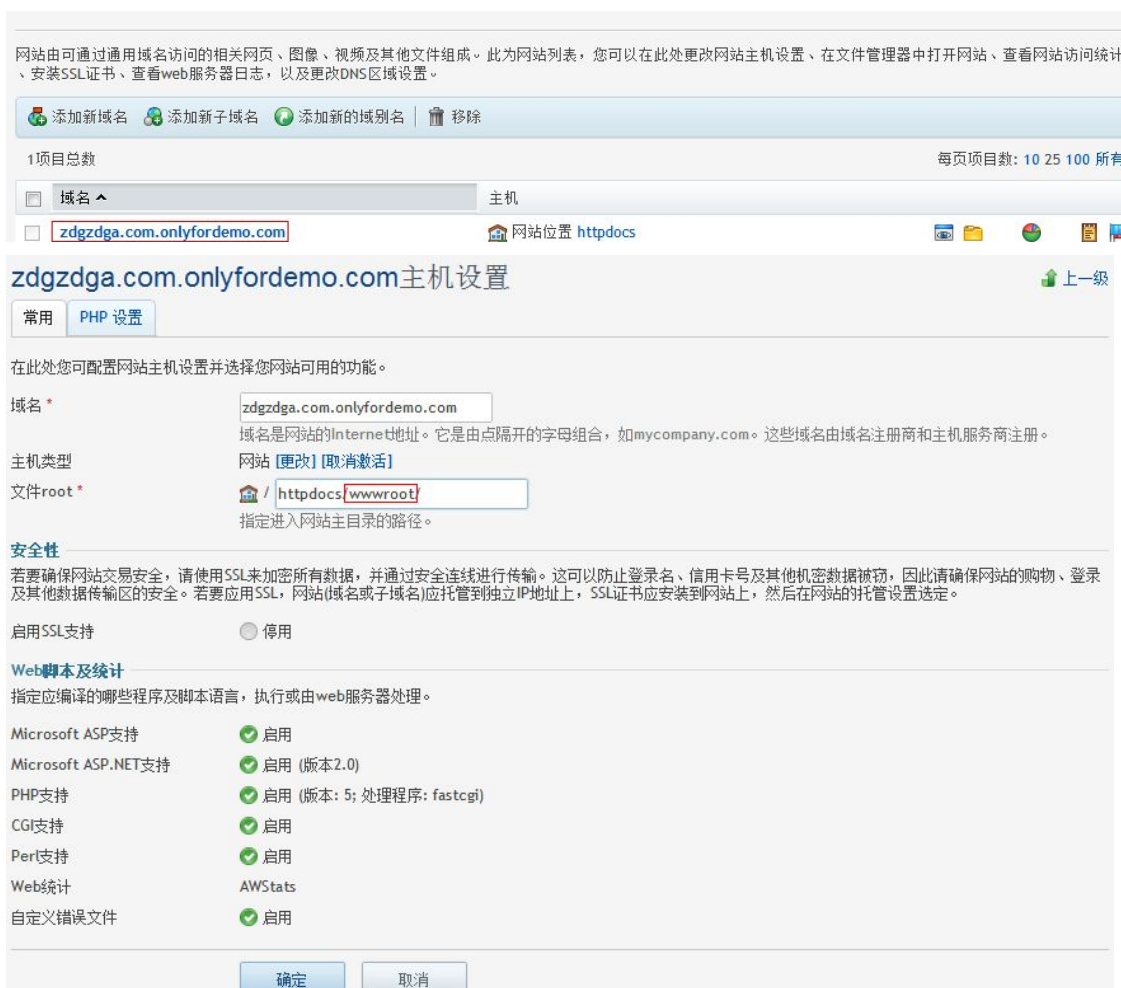 网站由可通过通用域名访问的相关网页、图像、视频及其他文件组成。此为网站列表，您可以在此处更改网站主机设置、在文件管理器中打开网站、查看网站访问统计
、安装SSL证书、查看web服务器日志，以及更改DNS区域设置。
添加新域名 添加新子域名 添加新的域别名 移除
1项目总数 每页项目数: 10 25 100 所有
域名 主机
zdgzdga.com.onlyfordemo.com 网站位置 httpdocs
zdgzdga.com.onlyfordemo.com主机设置 上一级
常用 PHP 设置
在此处您可配置网站主机设置并选择您网站可用的功能。
域名 * zdgzdga.com.onlyfordemo.com
域名是网站的Internet地址。它是由点隔开的字母组合，如mycompany.com。这些域名由域名注册商和主机服务商注册。
主机类型 网站 [更改] [取消激活]
文件root * / httpdocs/wwwroot/
指定进入网站主目录的路径。
安全性
若要确保网站交易安全，请使用SSL来加密所有数据，并通过安全连线进行传输。这可以防止登录名、信用卡号及其他机密数据被窃，因此请确保网站的购物、登录
及其他数据传输区的安全。若要应用SSL，网站(域名或子域名)应托管到独立IP地址上，SSL证书应安装到网站上，然后在网站的托管设置选定。
启用SSL支持 停用
Web脚本及统计
指定应编译的哪些程序及脚本语言，执行或由web服务器处理。
Microsoft ASP支持 启用
Microsoft ASP.NET支持 启用 (版本2.0)
PHP支持 启用 (版本: 5; 处理程序: fastcgi)
CGI支持 启用
Perl支持 启用
Web统计 AWStats
自定义错误文件 启用
确定 取消